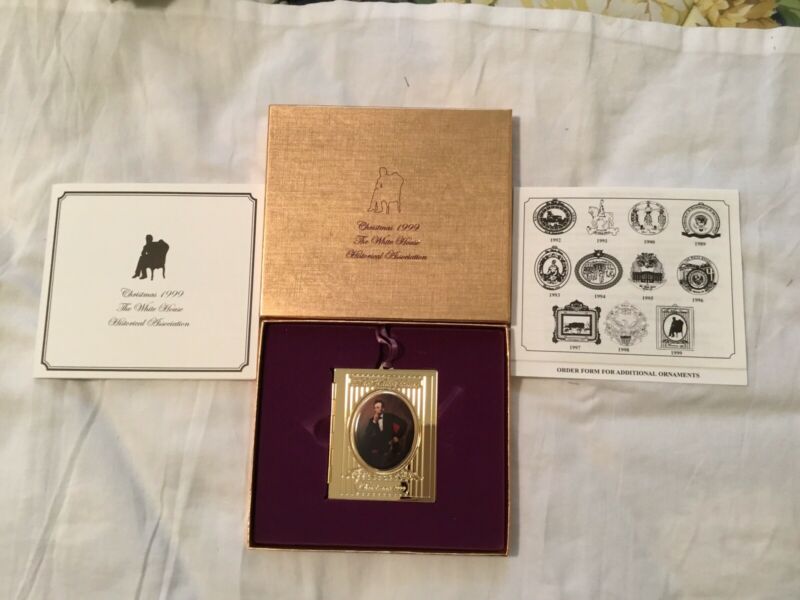 Christmas 1999
The White House
Historical Association
Christmas 1999
The White House
Historical Association
1992 1991 1990 1989
1993 1994 1995 1996
1997 1998 1999
ORDER FORM FOR ADDITIONAL ORNAMENTS